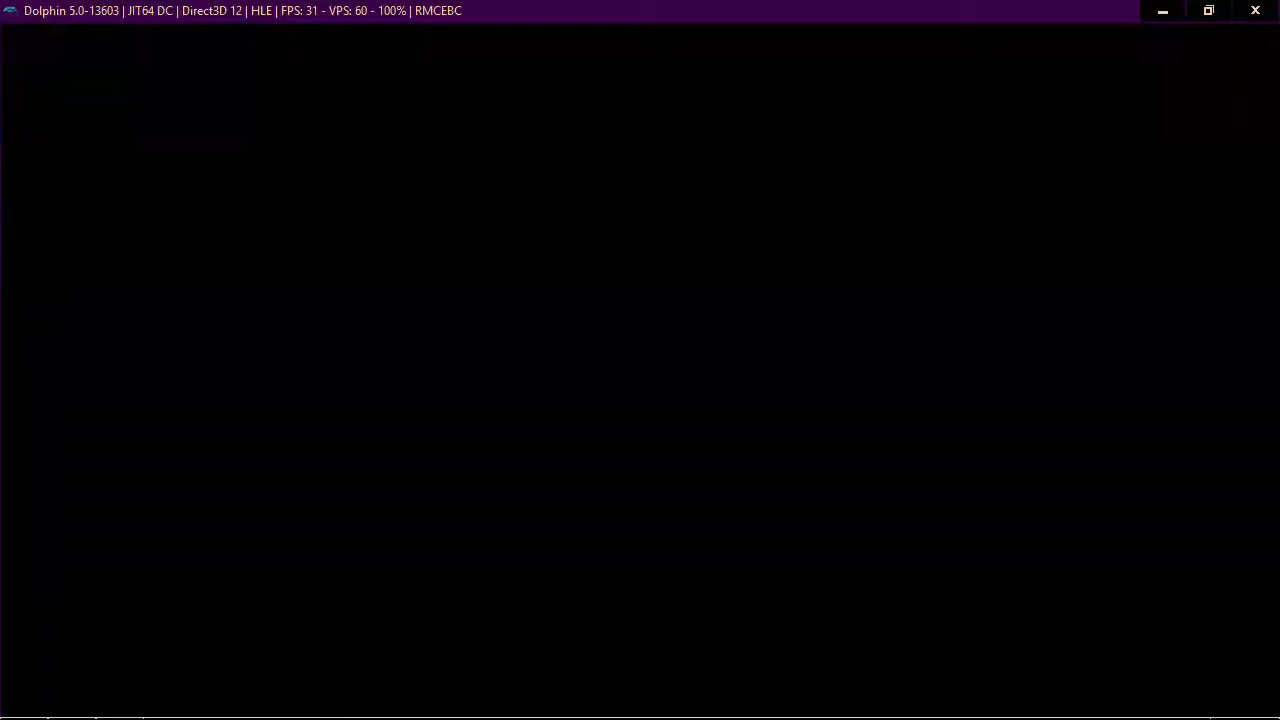 Dolphin 5.0-13603 | JIT64 DC | Direct3D 12 | HLE | FPS: 31 - VPS: 60 - 100% | RMCEBC